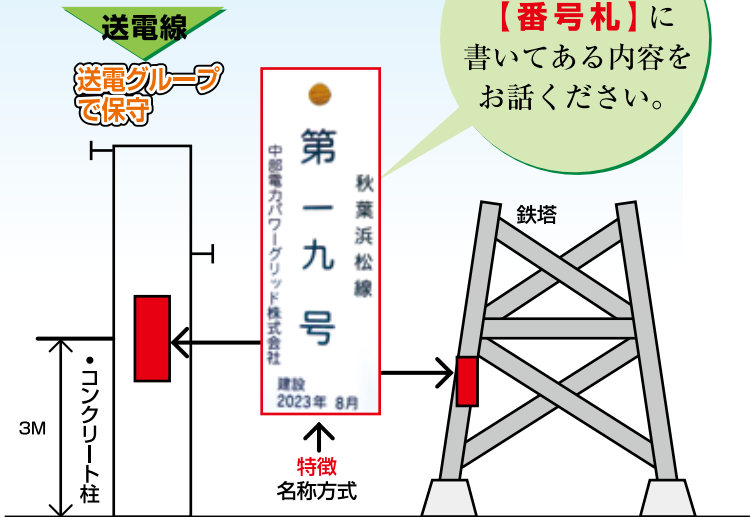 送電線
送電グループ
で保守
【番号札】に
書いてある内容を
お話ください。
秋葉浜松線
第一九号
中部電力パワーグリッド株式会社
建設
2023年 8月
鉄塔
3M
•コンクリート柱
特徴
名称方式